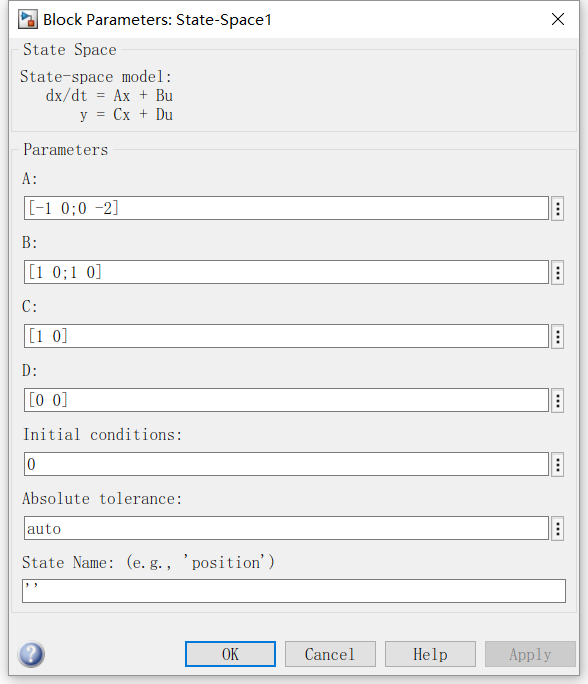 Block Parameters: State-Space1
State Space
State-space model:
dx/dt = Ax + Bu
y = Cx + Du
Parameters
A:
[-1 0;0 -2]
B:
[1 0;1 0]
C:
[1 0]
D:
[0 0]
Initial conditions:
0
Absolute tolerance:
auto
State Name: (e.g., 'position')
''
?
OK
Cancel
Help
Apply